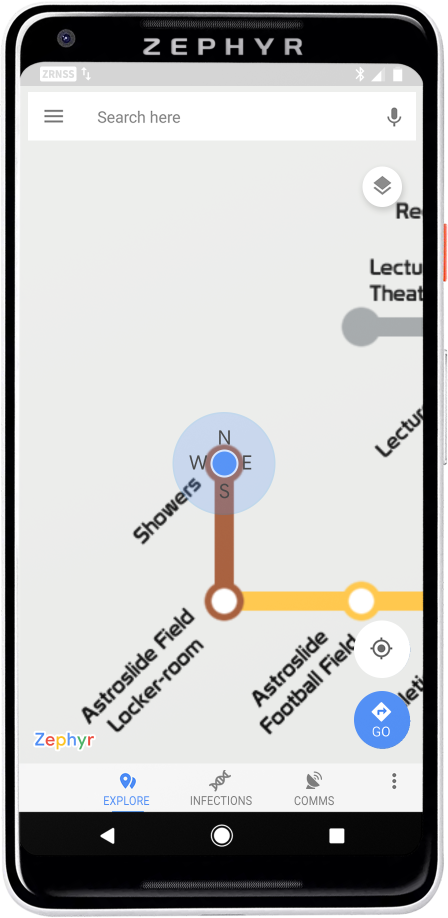 ZEPHYR
ZRNSS
Search here
Re
Lectu
Theat
Lectur
N
W E
S
Showers
Astroslide Field
Locker-room
Astroslide
Football Field
leti
Zephyr
GO
EXPLORE INFECTIONS COMMS